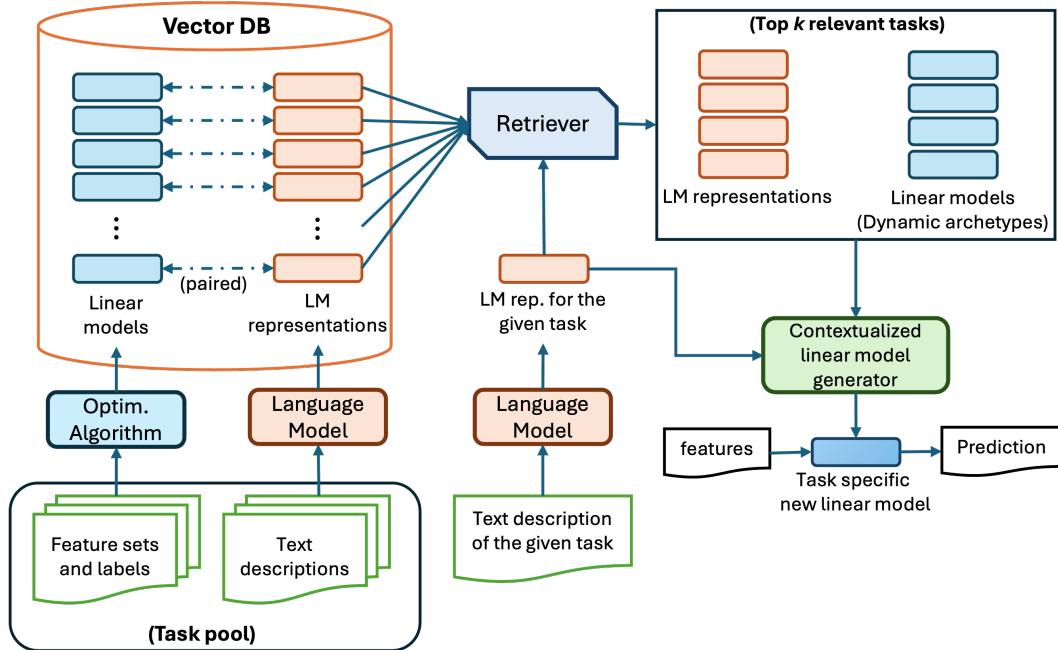 Vector DB
(paired)
Linear
models
LM
representations
Optim.
Algorithm
Language
Model
Feature sets
and labels
Text
descriptions
(Task pool)
Retriever
LM rep. for the
given task
Language
Model
Text description
of the given task
(Top k relevant tasks)
LM representations
Linear models
(Dynamic archetypes)
Contextualized
linear model
generator
features
Prediction
Task specific
new linear model